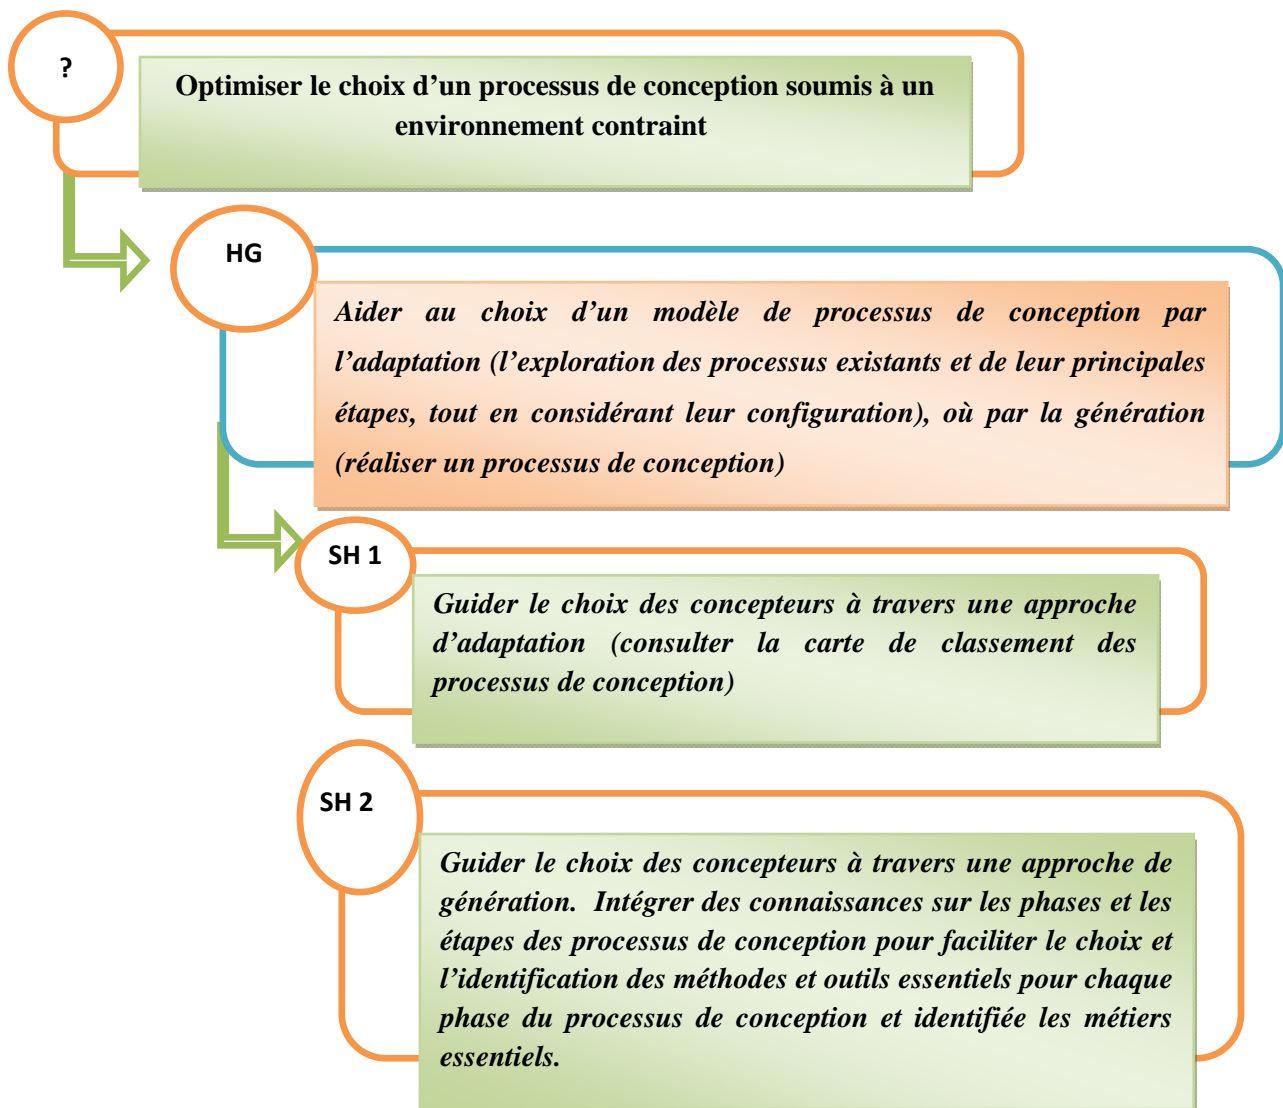 ?
Optimiser le choix d’un processus de conception soumis à un
environnement contraint
HG
Aider au choix d’un modèle de processus de conception par
l’adaptation (l’exploration des processus existants et de leur principales
étapes, tout en considérant leur configuration), où par la génération
(réaliser un processus de conception)
SH 1
Guider le choix des concepteurs à travers une approche
d’adaptation (consulter la carte de classement des
processus de conception)
SH 2
Guider le choix des concepteurs à travers une approche de
génération. Intégrer des connaissances sur les phases et les
étapes des processus de conception pour faciliter le choix et
l’identification des méthodes et outils essentiels pour chaque
phase du processus de conception et identifiée les métiers
essentiels.